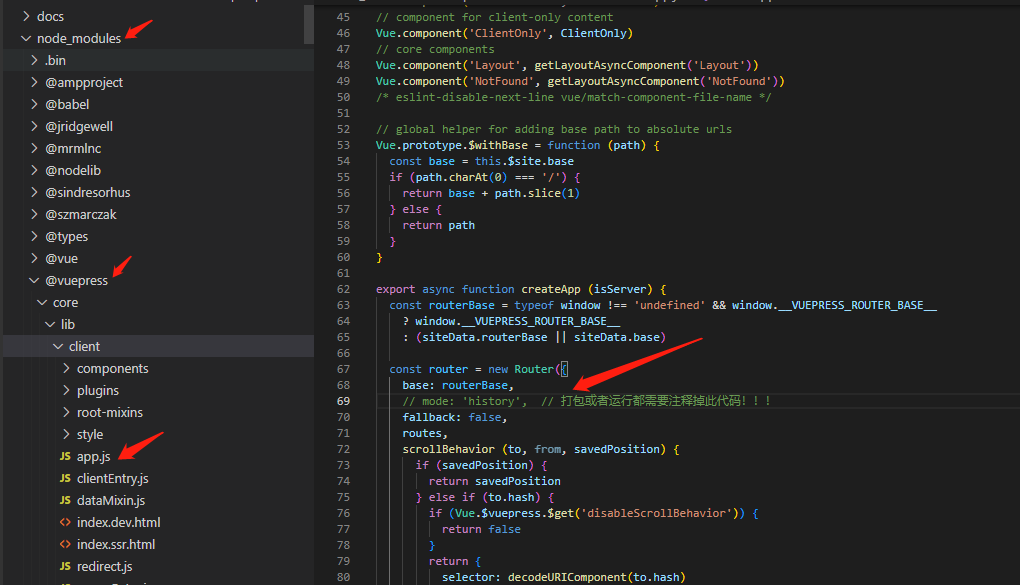 docs
node_modules
.bin
@ampproject
@babel
@jridgewell
@mrmlnc
@nodelib
@sindresorhus
@szmarczak
@types
@vue
@vuepress
core
lib
client
components
plugins
root-mixins
style
JS app.js
JS clientEntry.js
JS dataMixin.js
<> index.dev.html
<> index.ssr.html
JS redirect.js
45 // component for client-only content
46 Vue.component('ClientOnly', ClientOnly)
47 // core components
48 Vue.component('Layout', getLayoutAsyncComponent('Layout'))
49 Vue.component('NotFound', getLayoutAsyncComponent('NotFound'))
50 /* eslint-disable-next-line vue/match-component-file-name */
51
52 // global helper for adding base path to absolute urls
53 Vue.prototype.$withBase = function (path) {
54 const base = this.$site.base
55 if (path.charAt(0) === '/') {
56 return base + path.slice(1)
57 } else {
58 return path
59 }
60 }
61
62 export async function createApp (isServer) {
63 const routerBase = typeof window !== 'undefined' && window.__VUEPRESS_ROUTER_BASE__
64 ? window.__VUEPRESS_ROUTER_BASE__
65 : (siteData.routerBase || siteData.base)
66
67 const router = new Router({
68 base: routerBase,
69 // mode: 'history', // 打包或者运行都需要注释掉此代码！！！
70 fallback: false,
71 routes,
72 scrollBehavior (to, from, savedPosition) {
73 if (savedPosition) {
74 return savedPosition
75 } else if (to.hash) {
76 if (Vue.$vuepress.$get('disableScrollBehavior')) {
77 return false
78 }
79 return {
80 selector: decodeURIComponent(to.hash)